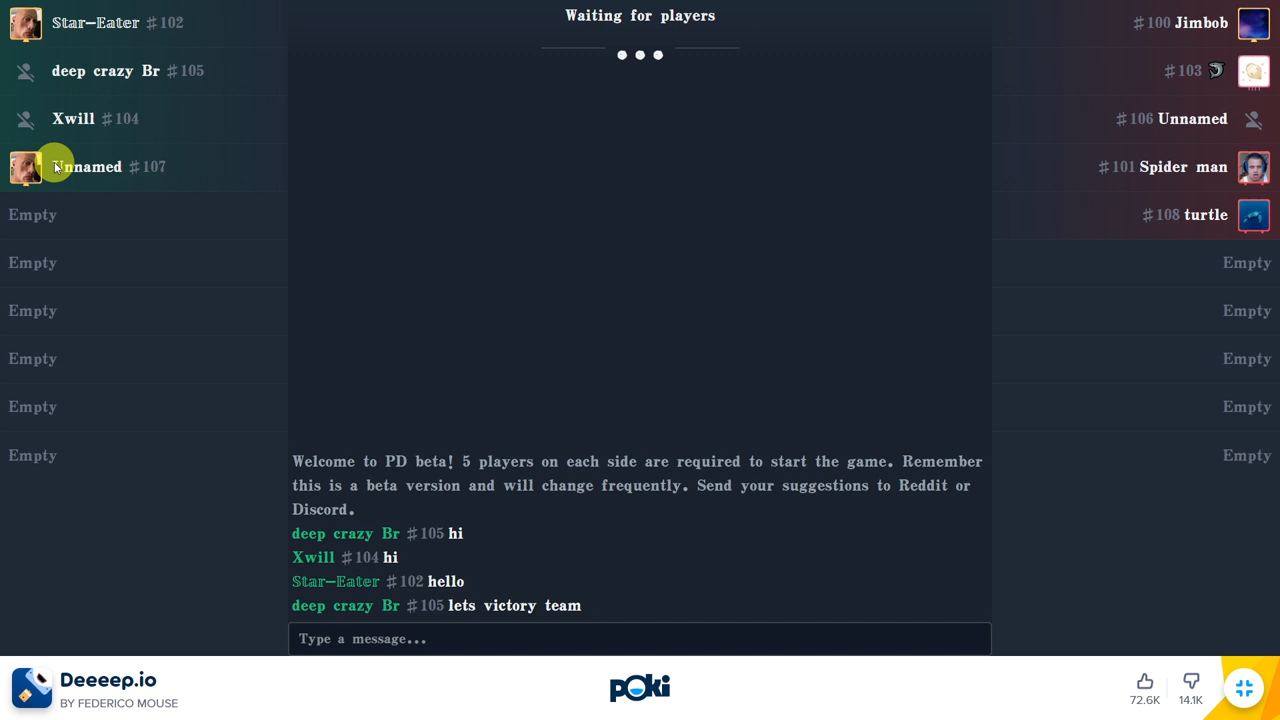 Star-Eater #102
deep crazy Br #105
Xwill #104
Unnamed #107
Empty
Empty
Empty
Empty
Empty
Empty
Waiting for players
#100 Jimbob
#103
#106 Unnamed
#101 Spider man
#108 turtle
Empty
Empty
Empty
Empty
Empty
Welcome to PD beta! 5 players on each side are required to start the game. Remember
this is a beta version and will change frequently. Send your suggestions to Reddit or
Discord.
deep crazy Br #105 hi
Xwill #104 hi
Star-Eater #102 hello
deep crazy Br #105 lets victory team
Type a message...
Deeeep.io
BY FEDERICO MOUSE
poki
72.6K
14.1K